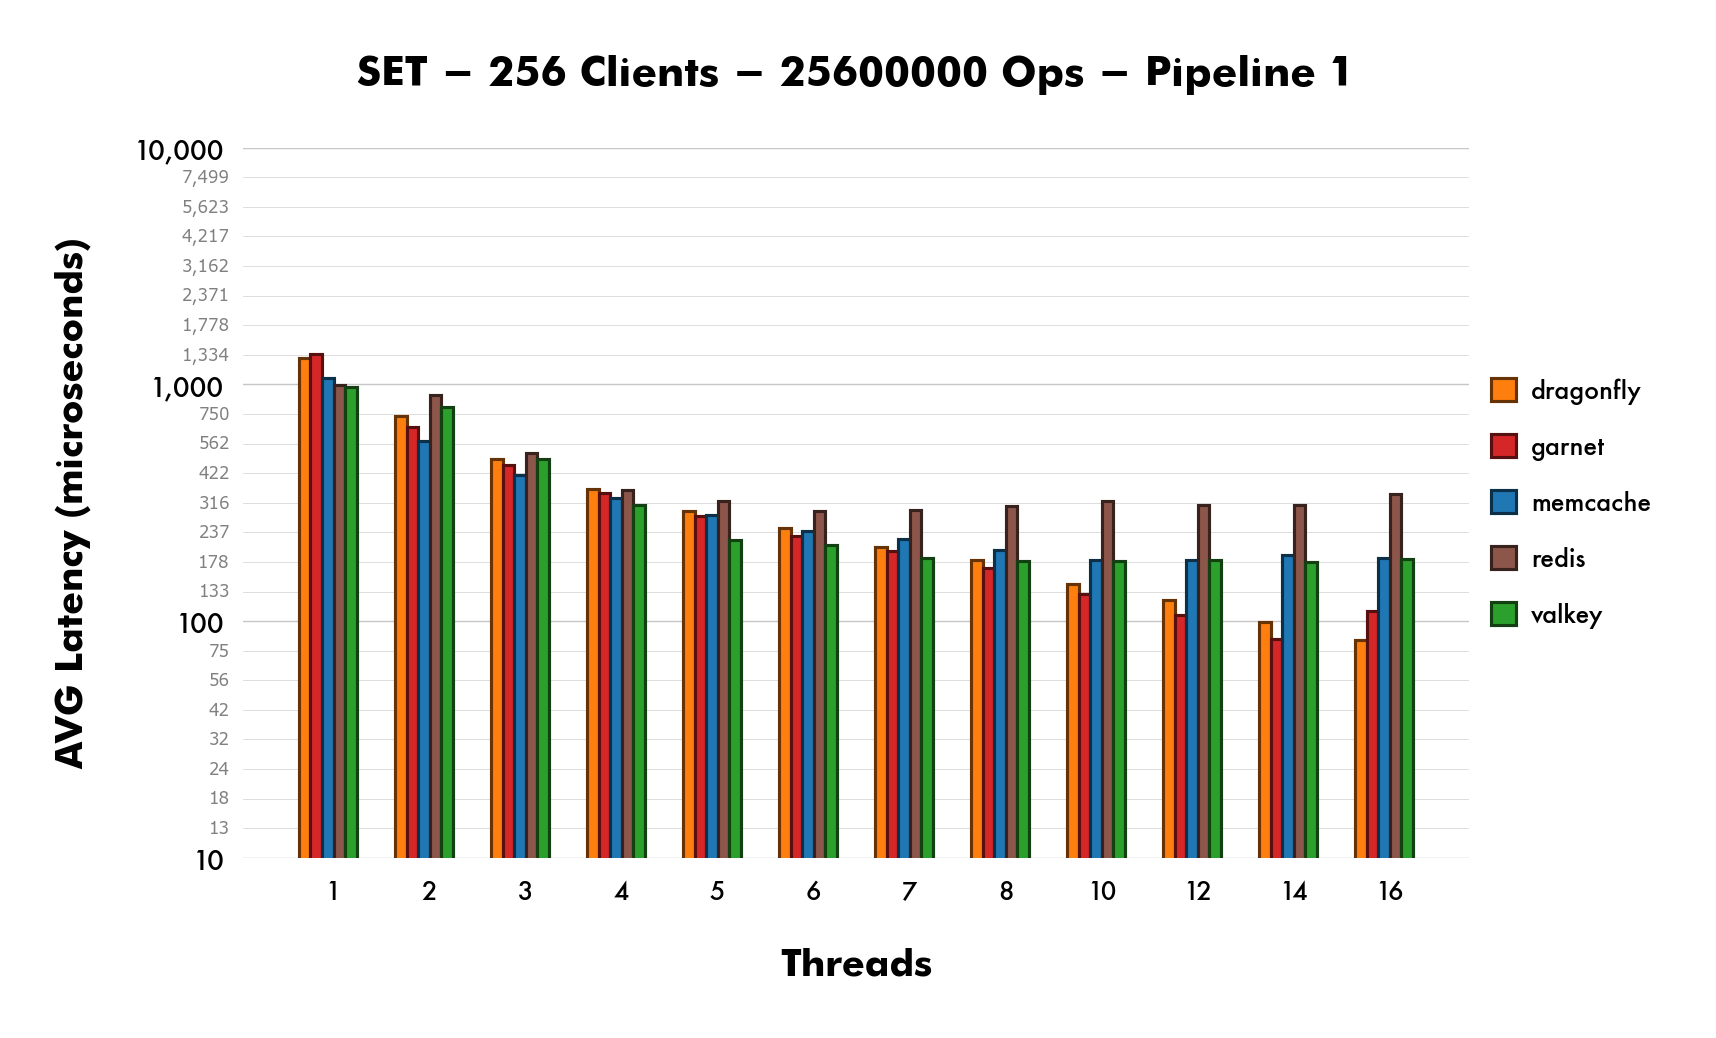 SET – 256 Clients – 25600000 Ops – Pipeline 1
AVG Latency (microseconds)
10,000
7,499
5,623
4,217
3,162
2,371
1,778
1,334
1,000
750
562
422
316
237
178
133
100
75
56
42
32
24
18
13
10
1 2 3 4 5 6 7 8 10 12 14 16
Threads
dragonfly
garnet
memcache
redis
valkey